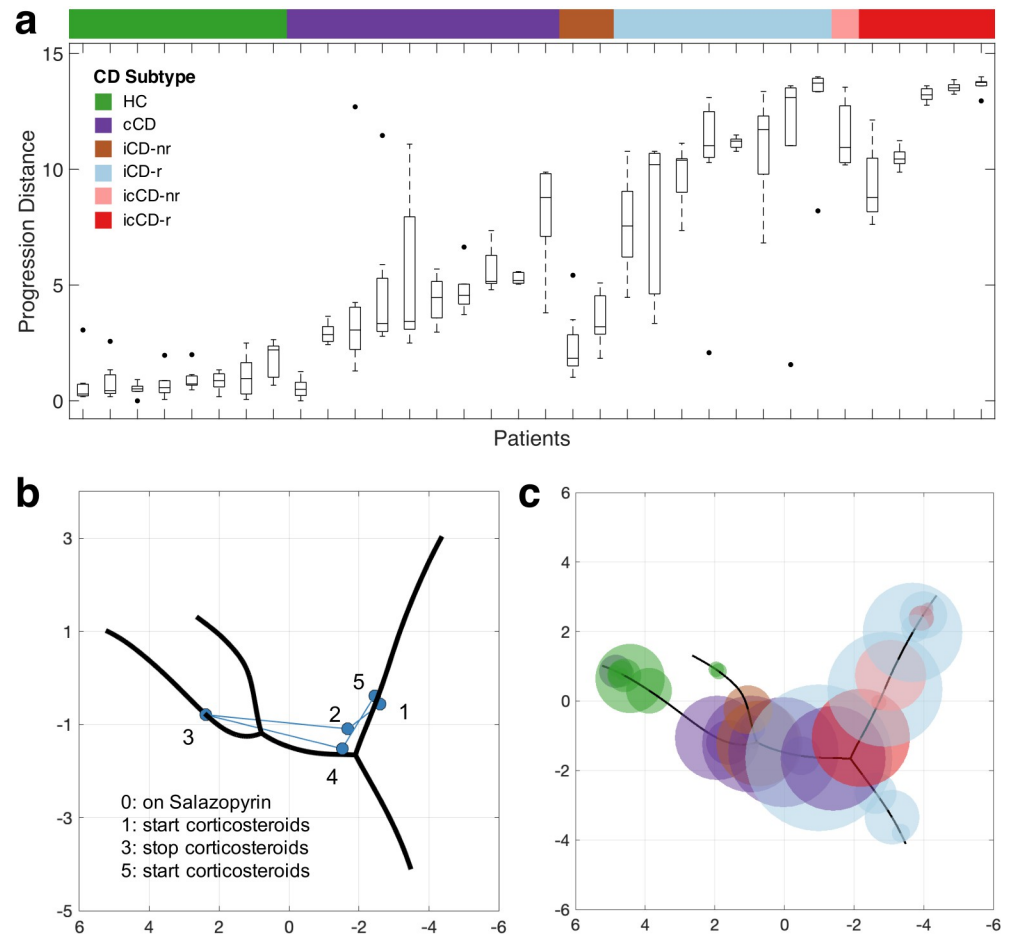 a
15
10
5
0
Progression Distance
CD Subtype
HC
cCD
iCD-nr
iCD-r
icCD-nr
icCD-r
Patients
b
3
1
-1
-3
-5
6
4
2
0
-2
-4
-6
1
2
3
4
5
0: on Salazopyrin
1: start corticosteroids
3: stop corticosteroids
5: start corticosteroids
c
6
4
2
0
-2
-4
-6
6
4
2
0
-2
-4
-6